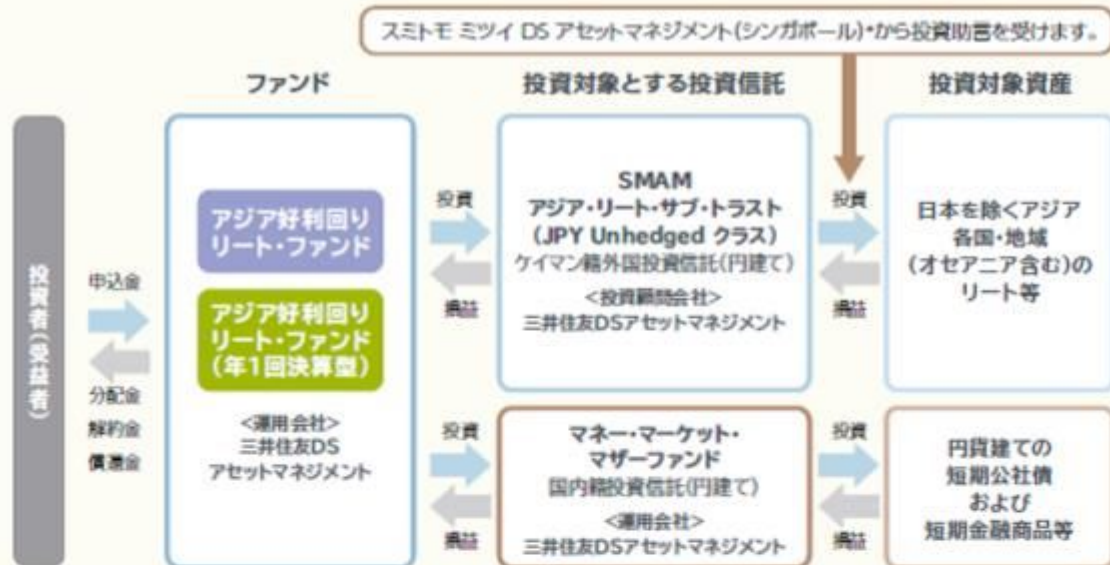 スミトモ ミツイ DS アセットマネジメント(シンガポール)*から投資助言を受けます。
ファンド
投資対象とする投資信託
投資対象資産
投資者(受益者)
申込金
分配金
解約金
償還金
アジア好利回り
リート・ファンド
アジア好利回り
リート・ファンド
(年1回決算型)
<運用会社>
三井住友DS
アセットマネジメント
投資
損益
SMAM
アジア・リート・サブ・トラスト
(JPY Unhedged クラス)
ケイマン籍外国投資信託(円建て)
<投資顧問会社>
三井住友DSアセットマネジメント
投資
損益
日本を除くアジア
各国・地域
(オセアニア含む)の
リート等
投資
損益
マネー・マーケット・
マザーファンド
国内籍投資信託(円建て)
<運用会社>
三井住友DSアセットマネジメント
投資
損益
円貨建ての
短期公社債
および
短期金融商品等